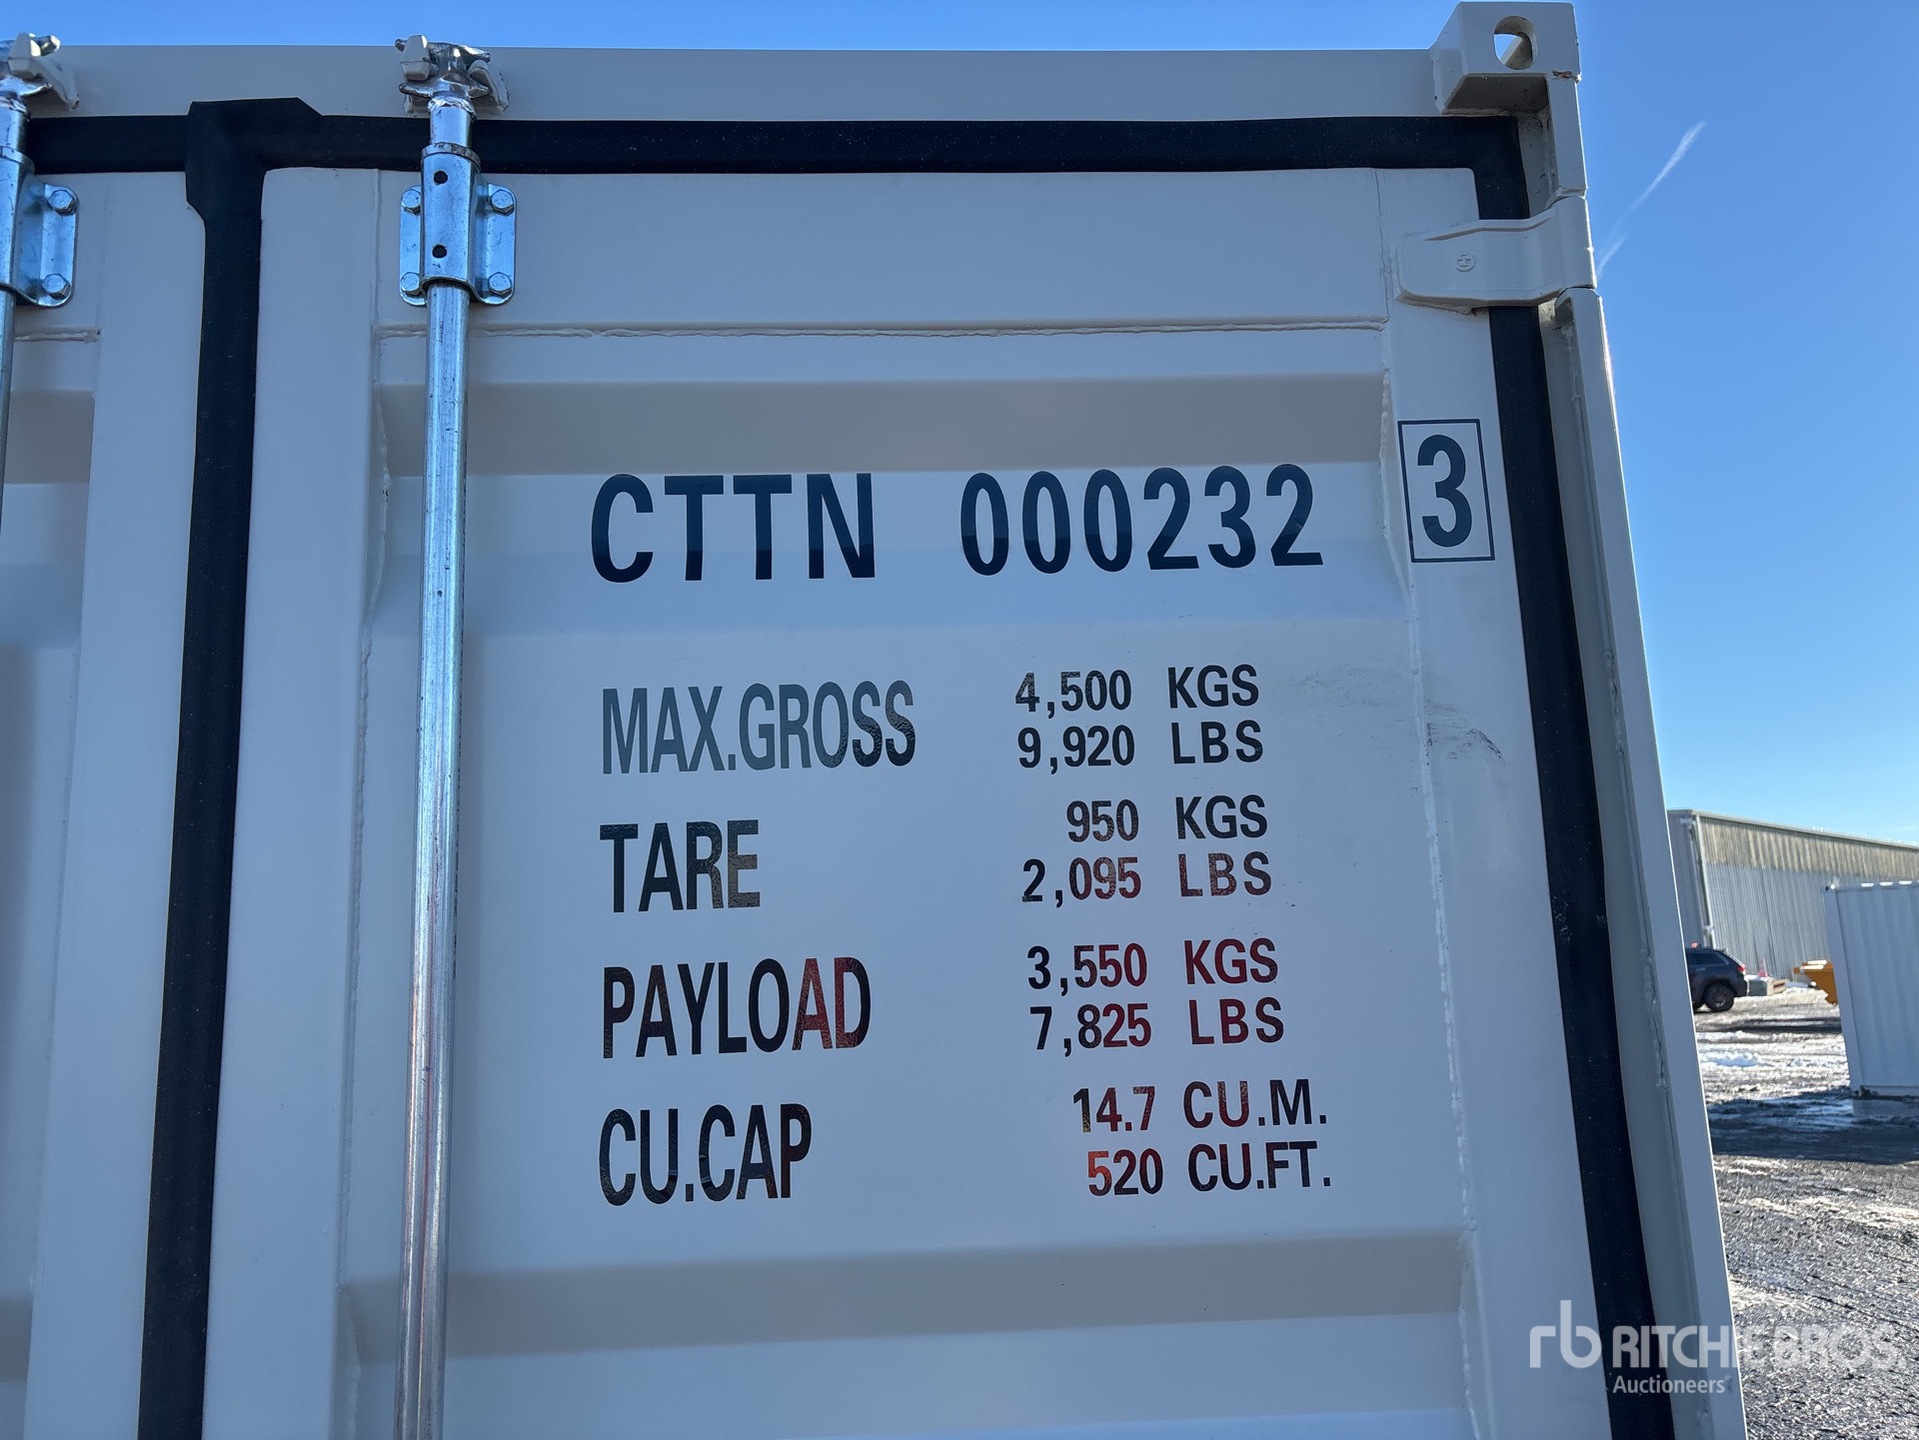 CTTN 000232 3
MAX.GROSS 4,500 KGS
9,920 LBS
TARE 950 KGS
2,095 LBS
PAYLOAD 3,550 KGS
7,825 LBS
CU.CAP 14.7 CU.M.
520 CU.FT.
rb RITCHIE BROS.
Auctioneers